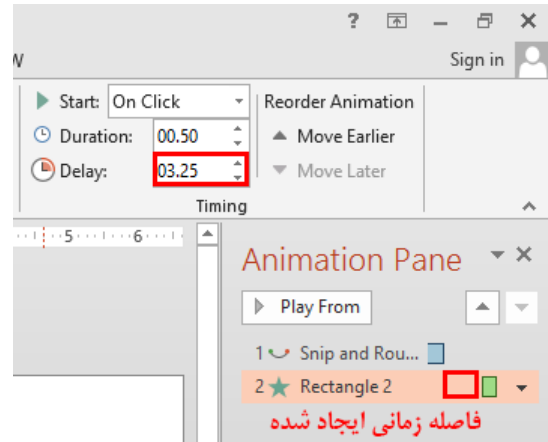 ?
W
Sign in
Start: On Click
Reorder Animation
Duration: 00.50
Move Earlier
Delay: 03.25
Move Later
Timing
5 6
Animation Pane
Play From
1 Snip and Rou...
2 Rectangle 2
فاصله زمانی ایجاد شده